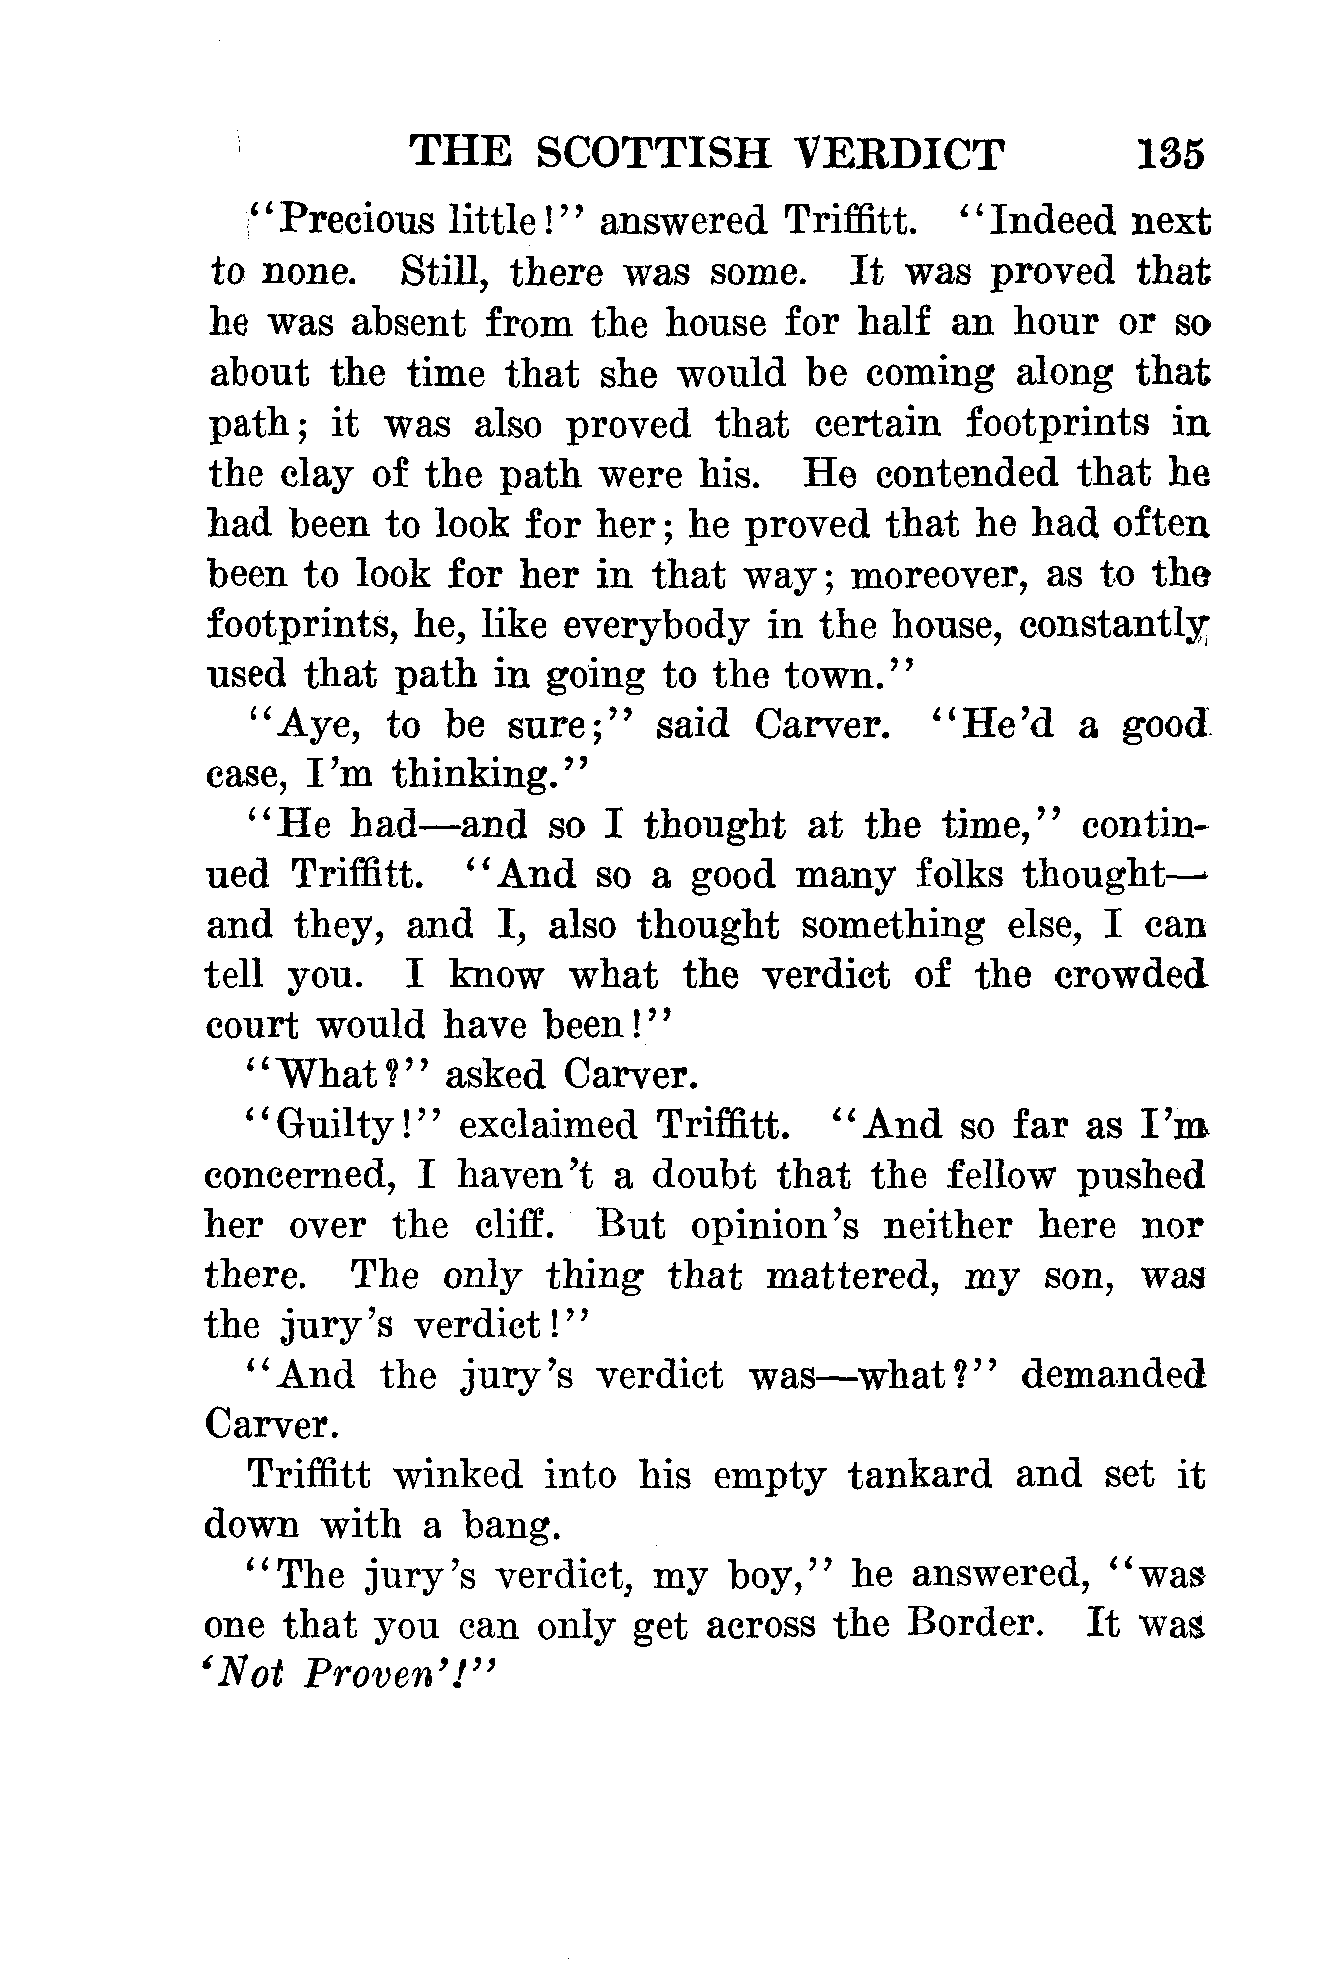 THE SCOTTISH VERDICT 135
"Precious little!" answered Triffitt. "Indeed next
to none. Still, there was some. It was proved that
he was absent from the house for half an hour or so
about the time that she would be coming along that
path; it was also proved that certain footprints in
the clay of the path were his. He contended that he
had been to look for her; he proved that he had often
been to look for her in that way; moreover, as to the
footprints, he, like everybody in the house, constantly
used that path in going to the town."
"Aye, to be sure;" said Carver. "He'd a good
case, I'm thinking."
"He had—and so I thought at the time," contin-
ued Triffitt. "And so a good many folks thought—
and they, and I, also thought something else, I can
tell you. I know what the verdict of the crowded
court would have been!"
"What?" asked Carver.
"Guilty!" exclaimed Triffitt. "And so far as I'm
concerned, I haven't a doubt that the fellow pushed
her over the cliff. But opinion's neither here nor
there. The only thing that mattered, my son, was
the jury's verdict!"
"And the jury's verdict was—what?" demanded
Carver.
Triffitt winked into his empty tankard and set it
down with a bang.
"The jury's verdict, my boy," he answered, "was
one that you can only get across the Border. It was
'Not Proven'!"